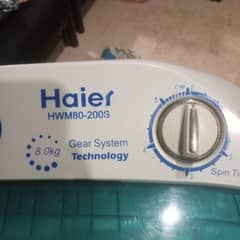 Haier
HWM80-200S
8.0kg
Gear System
Technology
Spin Ti